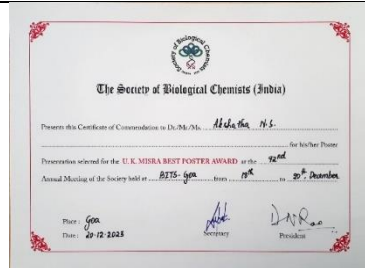 Society of Biological Chemists
The Society of Biological Chemists (India)
Presents this Certificate of Commendation to Dr./Mr./Ms. Akshatha N.S.
for his/her Poster
Presentation selected for the U. K. MISRA BEST POSTER AWARD at the 92nd
Annual Meeting of the Society held at BITS-Goa from 18th to 20th, December
Place: Goa
Date: 20-12-2023
Secretary
President